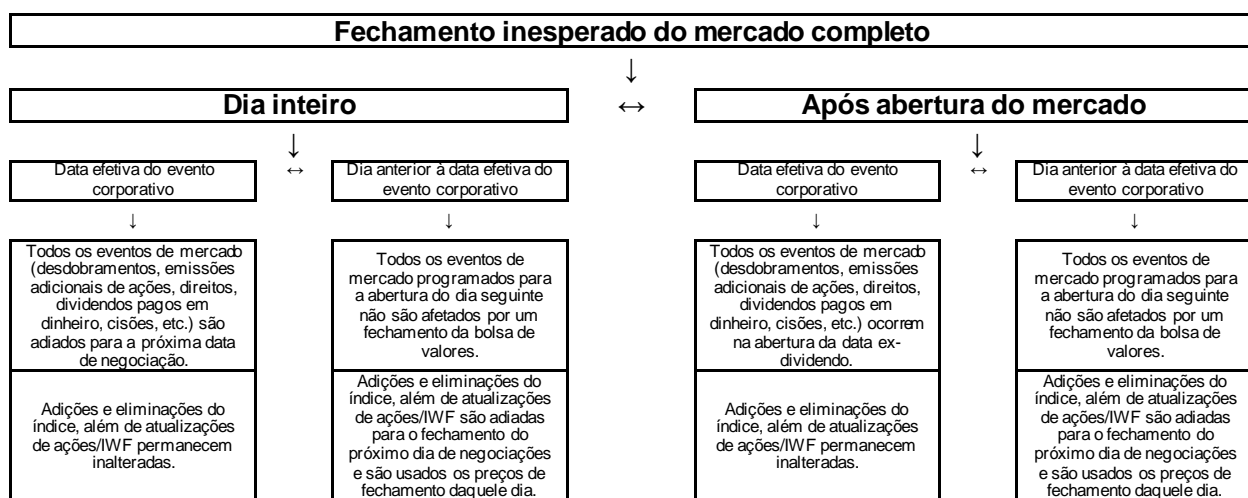 Fechamento inesperado do mercado completo
↓
Dia inteiro
↔
Após abertura do mercado
↓
↓
Data efetiva do evento
corporativo
↔
Dia anterior à data efetiva do
evento corporativo
Data efetiva do evento
corporativo
↔
Dia anterior à data efetiva do
evento corporativo
↓
↓
↓
↓
Todos os eventos de mercado
(desdobramentos, emissões
adicionais de ações, direitos,
dividendos pagos em
dinheiro, cisões, etc.) são
adiados para a próxima data
de negociação.
Todos os eventos de
mercado programados para
a abertura do dia seguinte
não são afetados por um
fechamento da bolsa de
valores.
Todos os eventos de mercado
(desdobramentos, emissões
adicionais de ações, direitos,
dividendos pagos em
dinheiro, cisões, etc.) ocorrem
na abertura da data ex-
dividendo.
Todos os eventos de
mercado programados para
a abertura do dia seguinte
não são afetados por um
fechamento da bolsa de
valores.
Adições e eliminações do
índice, além de atualizações
de ações/IWF permanecem
inalteradas.
Adições e eliminações do
índice, além de atualizações
de ações/IWF são adiadas
para o fechamento do
próximo dia de negociações
e são usados os preços de
fechamento daquele dia.
Adições e eliminações do
índice, além de atualizações
de ações/IWF permanecem
inalteradas.
Adições e eliminações do
índice, além de atualizações
de ações/IWF são adiadas
para o fechamento do
próximo dia de negociações
e são usados os preços de
fechamento daquele dia.